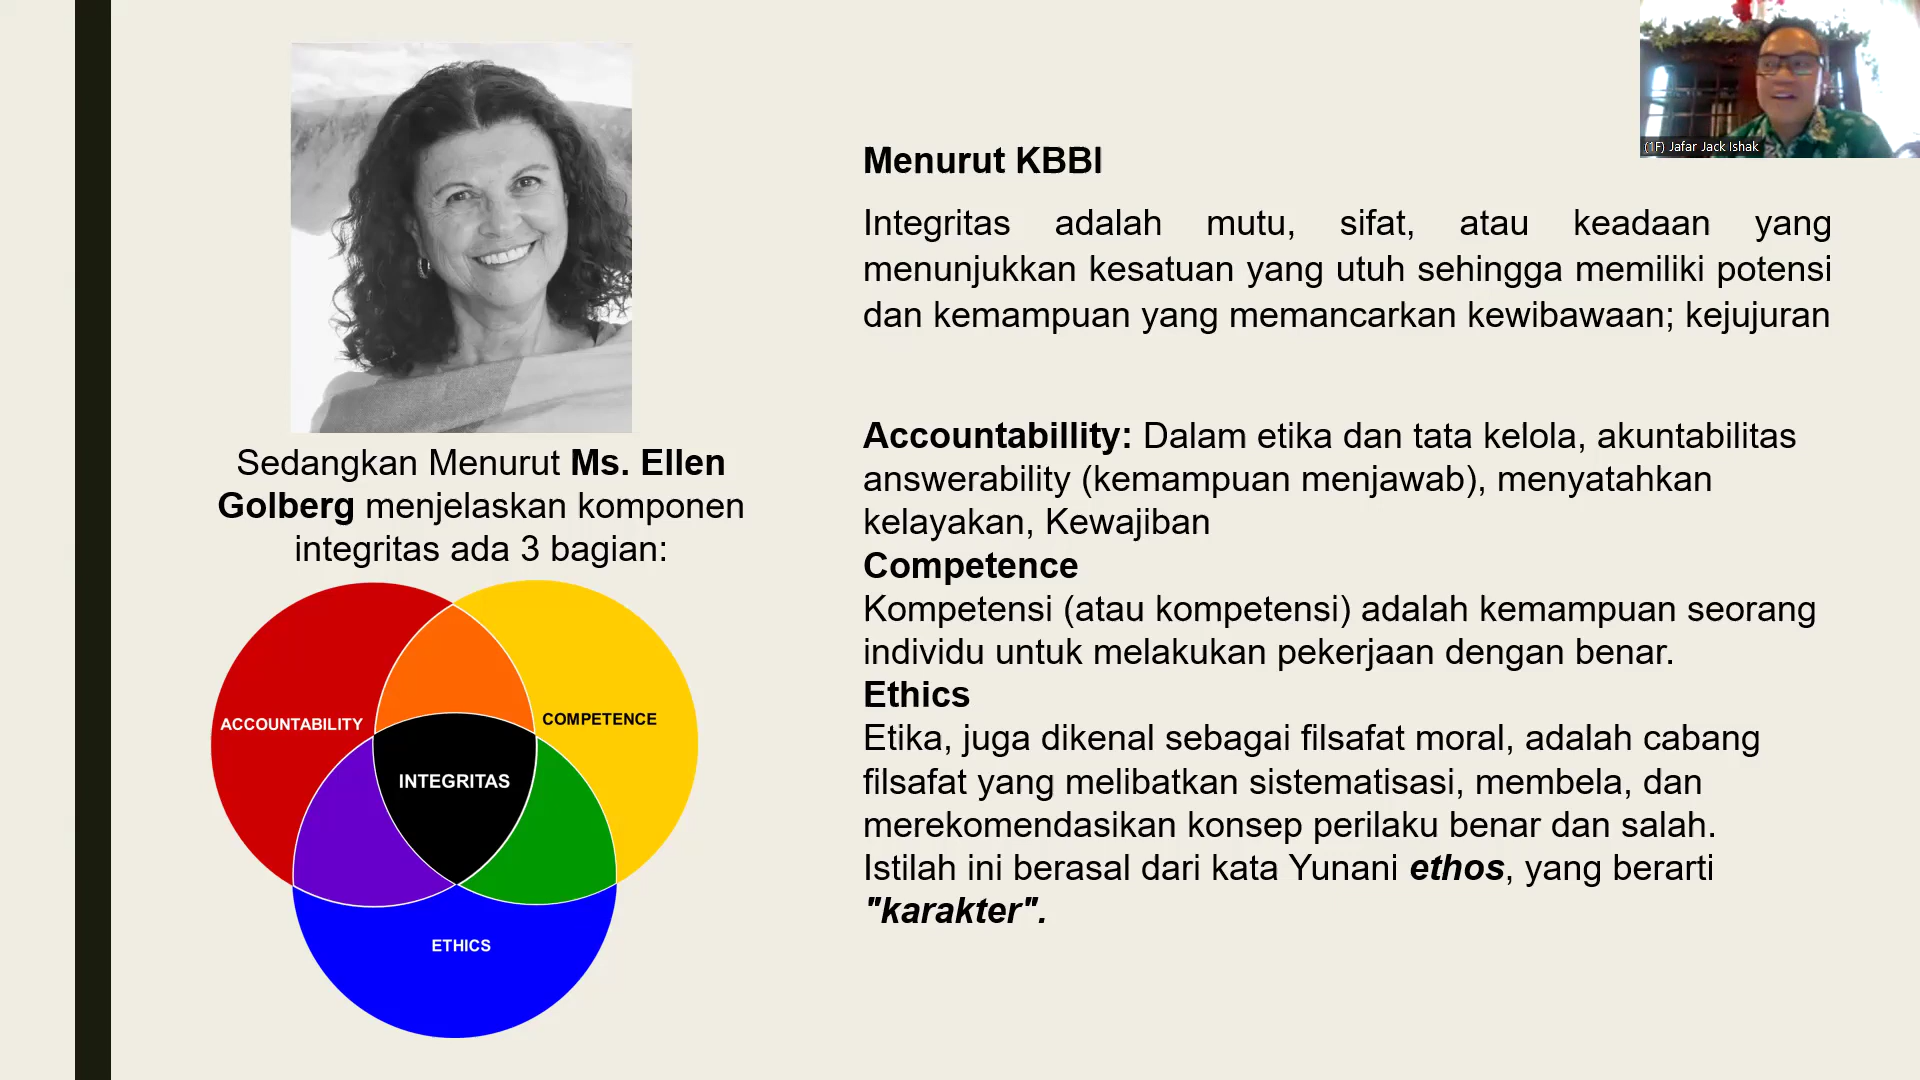 (1F) Jafar Jack Ishak
Sedangkan Menurut Ms. Ellen
Golberg menjelaskan komponen
integritas ada 3 bagian:
ACCOUNTABILITY
COMPETENCE
INTEGRITAS
ETHICS
Menurut KBBI
Integritas adalah mutu, sifat, atau keadaan yang
menunjukkan kesatuan yang utuh sehingga memiliki potensi
dan kemampuan yang memancarkan kewibawaan; kejujuran
Accountabillity: Dalam etika dan tata kelola, akuntabilitas
answerability (kemampuan menjawab), menyatahkan
kelayakan, Kewajiban
Competence
Kompetensi (atau kompetensi) adalah kemampuan seorang
individu untuk melakukan pekerjaan dengan benar.
Ethics
Etika, juga dikenal sebagai filsafat moral, adalah cabang
filsafat yang melibatkan sistematisasi, membela, dan
merekomendasikan konsep perilaku benar dan salah.
Istilah ini berasal dari kata Yunani ethos, yang berarti
"karakter".